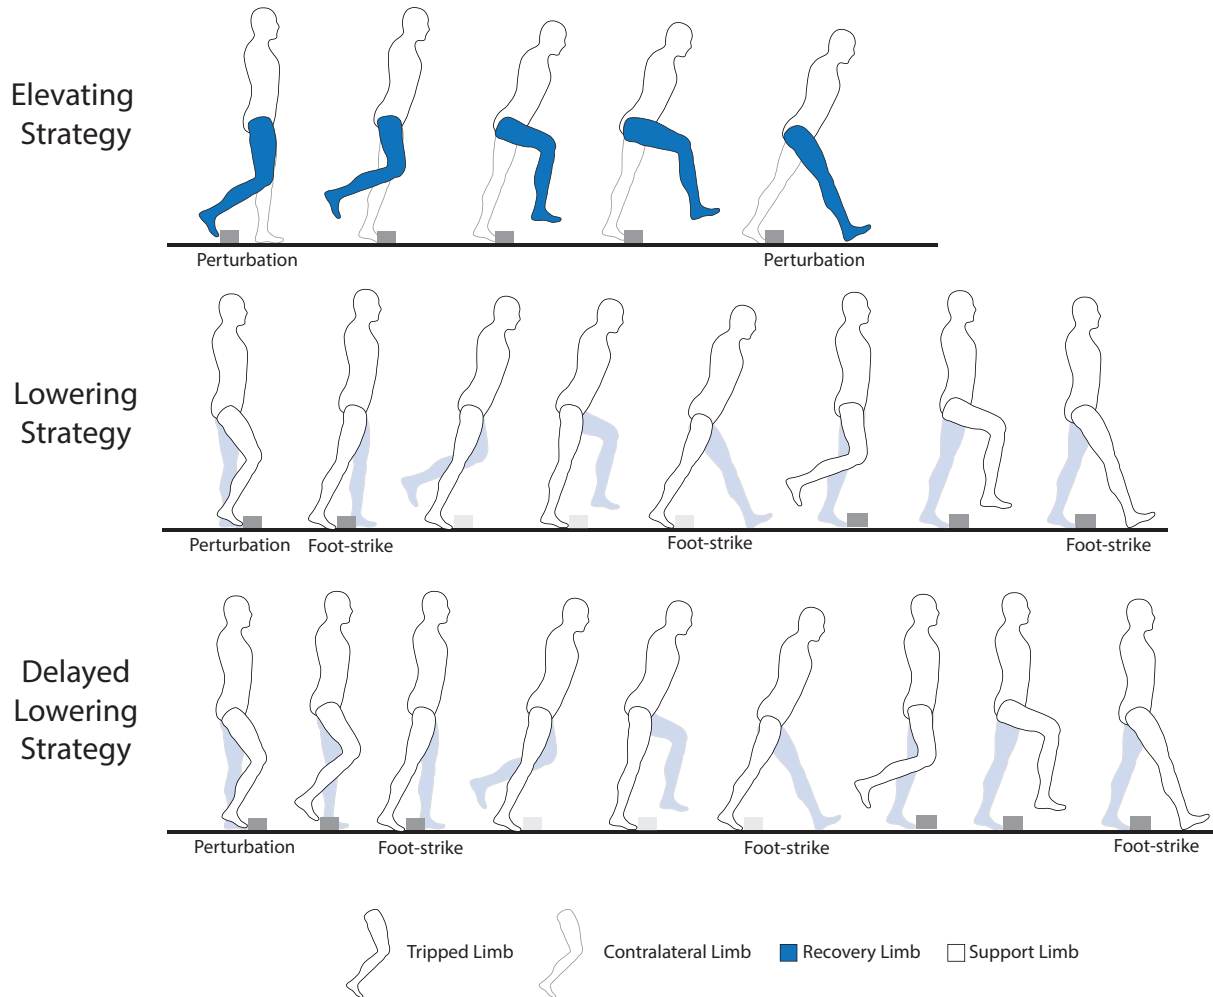 Elevating
Strategy
Perturbation
Perturbation
Lowering
Strategy
Perturbation
Foot-strike
Foot-strike
Foot-strike
Delayed
Lowering
Strategy
Perturbation
Foot-strike
Foot-strike
Foot-strike
Tripped Limb
Contralateral Limb
Recovery Limb
Support Limb